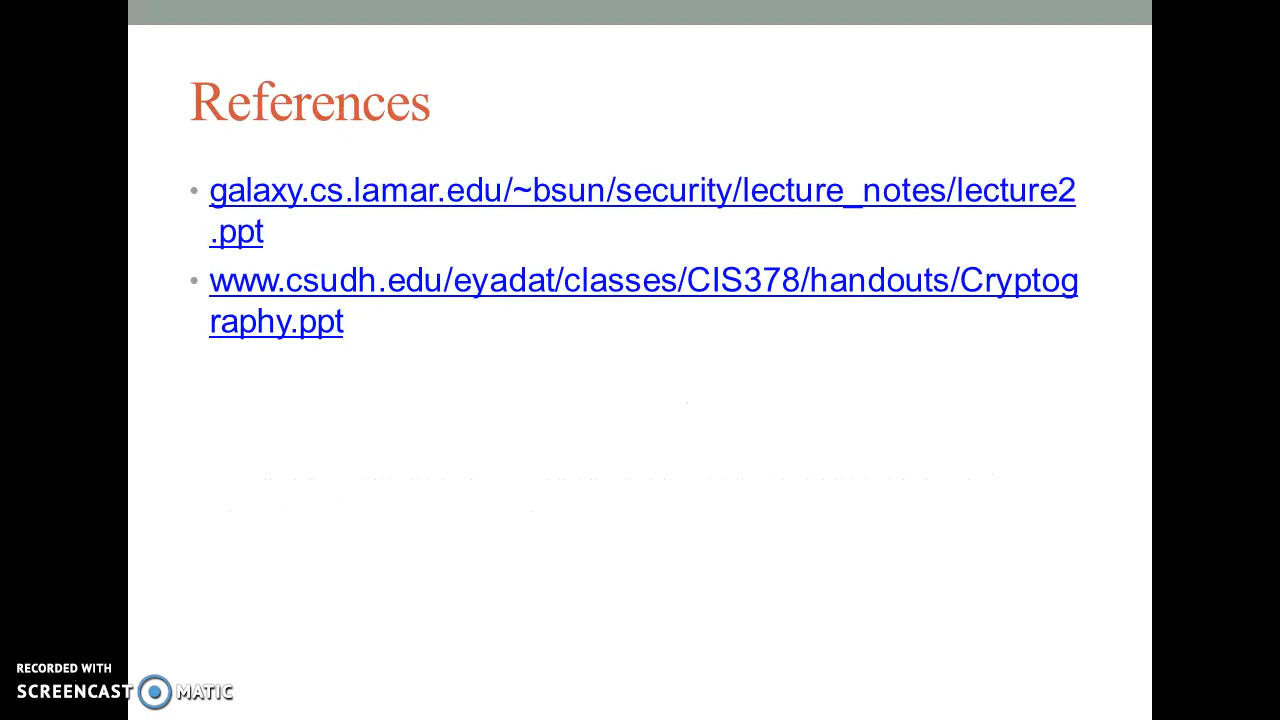 References
• galaxy.cs.lamar.edu/~bsun/security/lecture_notes/lecture2
.ppt
• www.csudh.edu/eyadat/classes/CIS378/handouts/Cryptog
raphy.ppt
RECORDED WITH
SCREENCAST MATIC